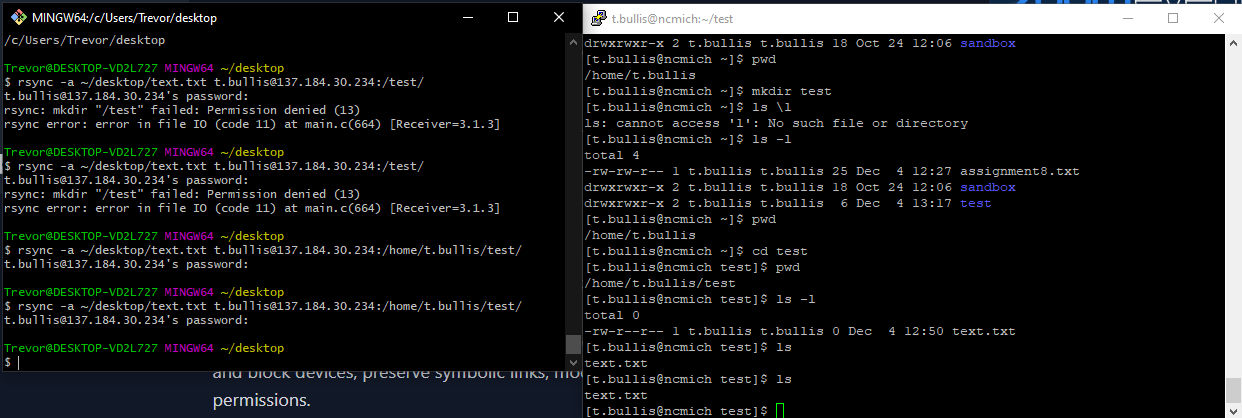 MINGW64:/c/Users/Trevor/desktop
/c/Users/Trevor/desktop
Trevor@DESKTOP-VD2L727 MINGW64 ~/desktop
$ rsync -a ~/desktop/text.txt t.bullis@137.184.30.234:/test/
t.bullis@137.184.30.234's password:
rsync: mkdir "/test" failed: Permission denied (13)
rsync error: error in file IO (code 11) at main.c(664) [Receiver=3.1.3]
Trevor@DESKTOP-VD2L727 MINGW64 ~/desktop
$ rsync -a ~/desktop/text.txt t.bullis@137.184.30.234:/test/
t.bullis@137.184.30.234's password:
rsync: mkdir "/test" failed: Permission denied (13)
rsync error: error in file IO (code 11) at main.c(664) [Receiver=3.1.3]
Trevor@DESKTOP-VD2L727 MINGW64 ~/desktop
$ rsync -a ~/desktop/text.txt t.bullis@137.184.30.234:/home/t.bullis/test/
t.bullis@137.184.30.234's password:
Trevor@DESKTOP-VD2L727 MINGW64 ~/desktop
$ rsync -a ~/desktop/text.txt t.bullis@137.184.30.234:/home/t.bullis/test/
t.bullis@137.184.30.234's password:
Trevor@DESKTOP-VD2L727 MINGW64 ~/desktop
$
and block devices, preserve symbolic links,
permissions.
t.bullis@ncmich:~/test
drwxrwxr-x 2 t.bullis t.bullis 18 Oct 24 12:06 sandbox
[t.bullis@ncmich ~]$ pwd
/home/t.bullis
[t.bullis@ncmich ~]$ mkdir test
[t.bullis@ncmich ~]$ ls \l
ls: cannot access 'l': No such file or directory
[t.bullis@ncmich ~]$ ls -l
total 4
-rw-rw-r-- 1 t.bullis t.bullis 25 Dec  4 12:27 assignment8.txt
drwxrwxr-x 2 t.bullis t.bullis 18 Oct 24 12:06 sandbox
drwxrwxr-x 2 t.bullis t.bullis  6 Dec  4 13:17 test
[t.bullis@ncmich ~]$ pwd
/home/t.bullis
[t.bullis@ncmich ~]$ cd test
[t.bullis@ncmich test]$ pwd
/home/t.bullis/test
[t.bullis@ncmich test]$ ls -l
total 0
-rw-r--r-- 1 t.bullis t.bullis 0 Dec  4 12:50 text.txt
[t.bullis@ncmich test]$ ls
text.txt
[t.bullis@ncmich test]$ ls
text.txt
[t.bullis@ncmich test]$